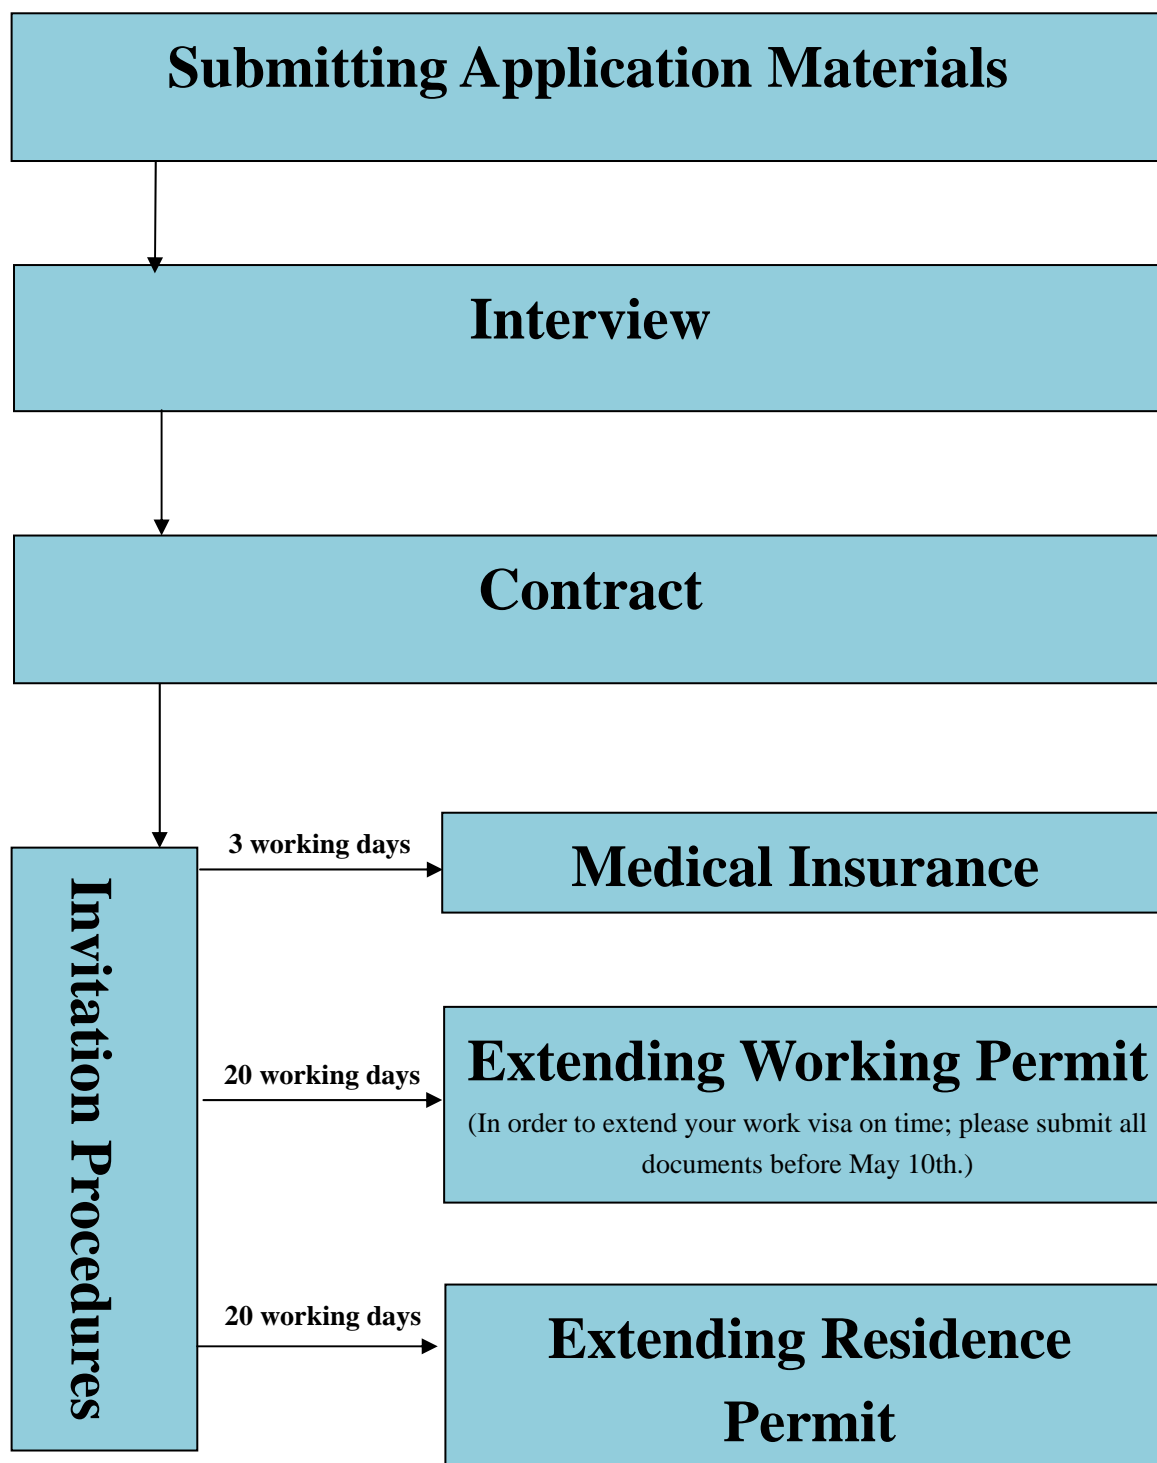 Submitting Application Materials
Interview
Contract
Invitation Procedures
3 working days
Medical Insurance
20 working days
Extending Working Permit
(In order to extend your work visa on time; please submit all
documents before May 10th.)
20 working days
Extending Residence
Permit